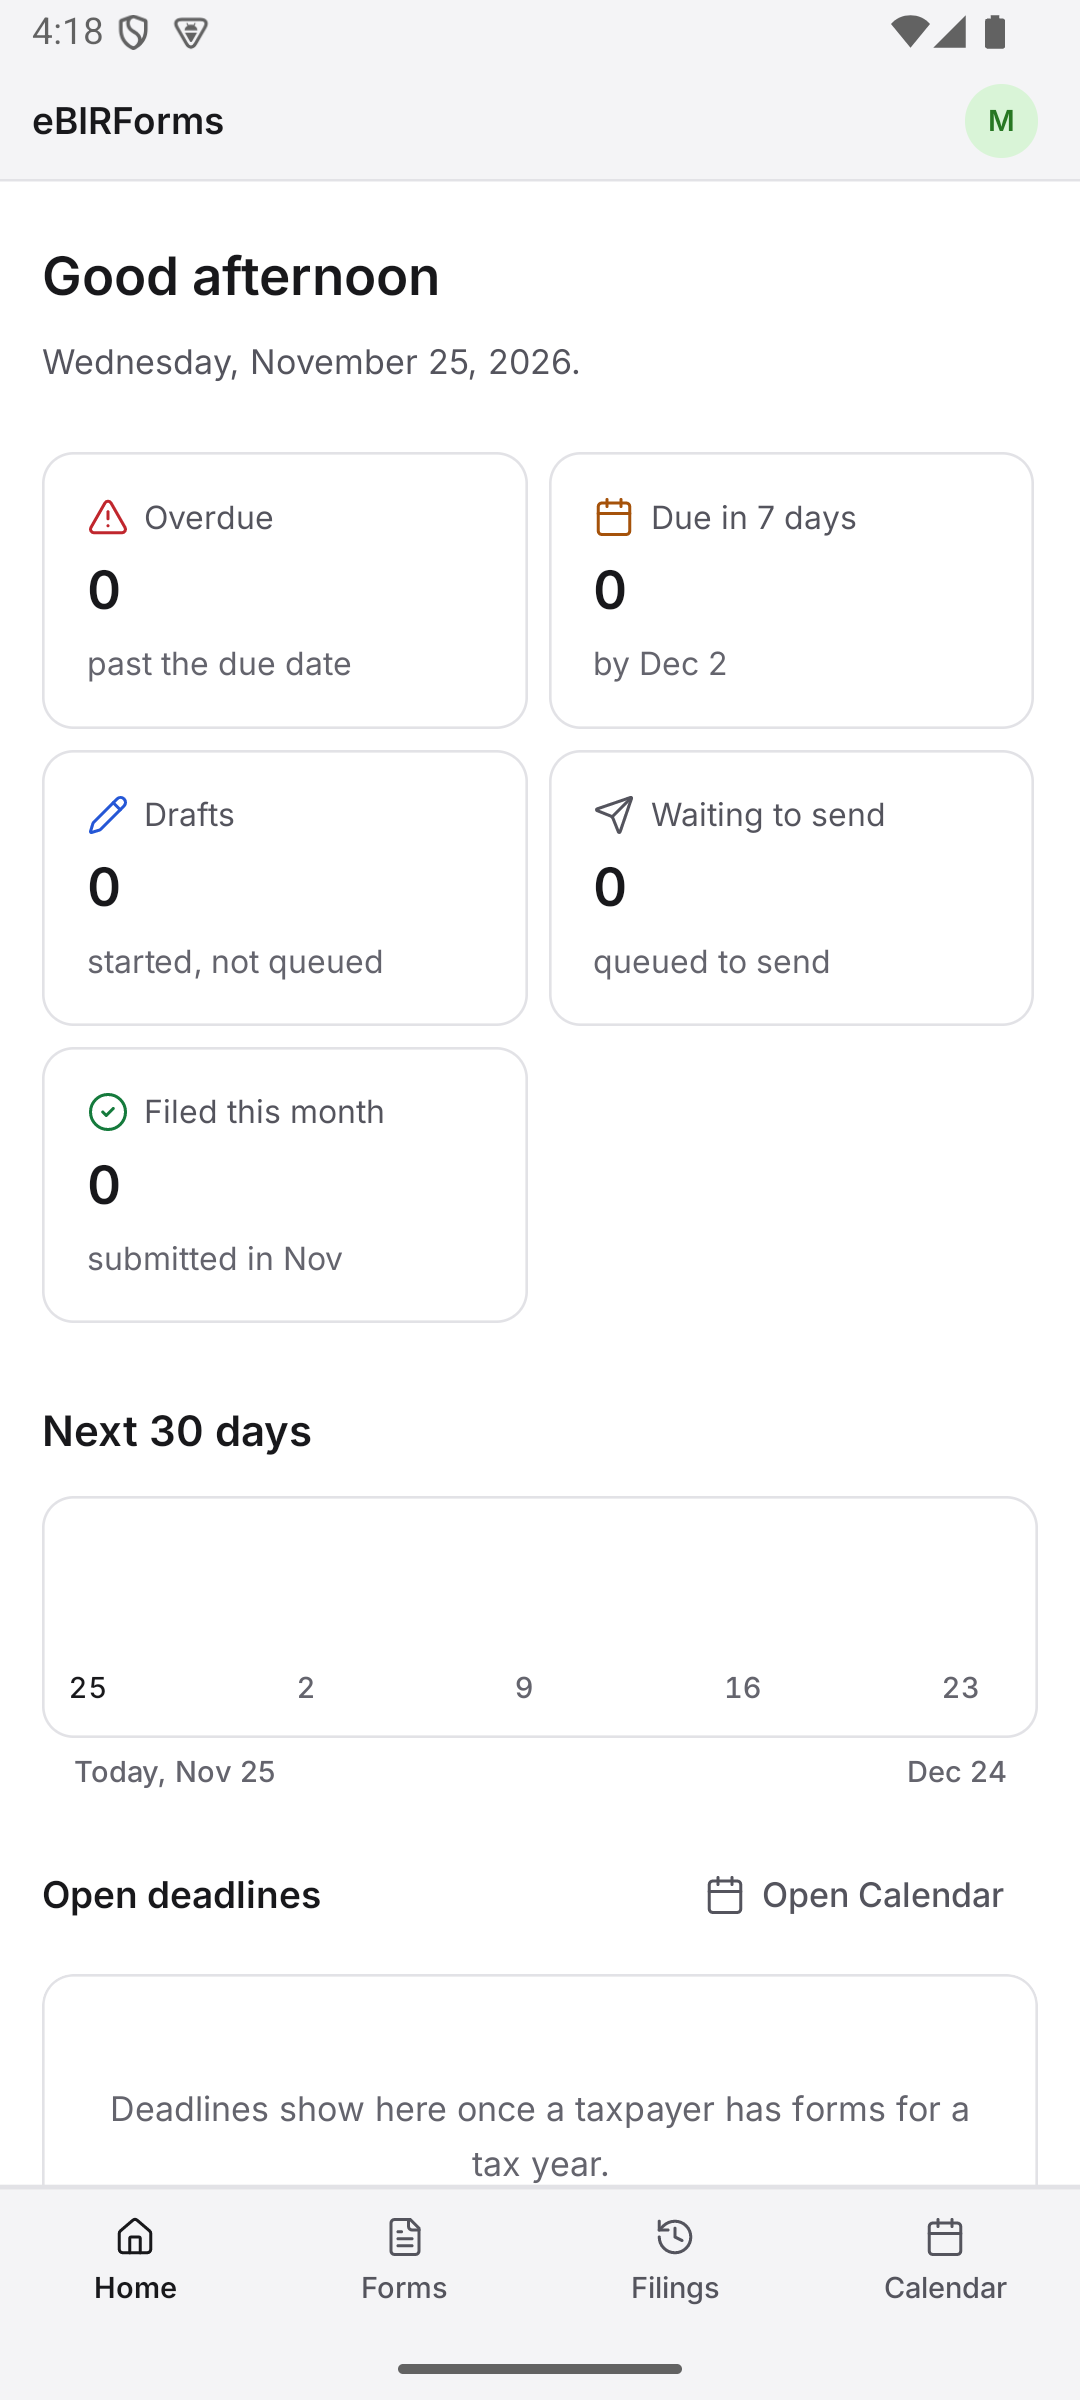 4:18
eBIRForms
M
Good afternoon
Wednesday, November 25, 2026.
Overdue
0
past the due date
Due in 7 days
0
by Dec 2
Drafts
0
started, not queued
Waiting to send
0
queued to send
Filed this month
0
submitted in Nov
Next 30 days
25 2 9 16 23
Today, Nov 25 Dec 24
Open deadlines
Open Calendar
Deadlines show here once a taxpayer has forms for a
tax year.
Home Forms Filings Calendar